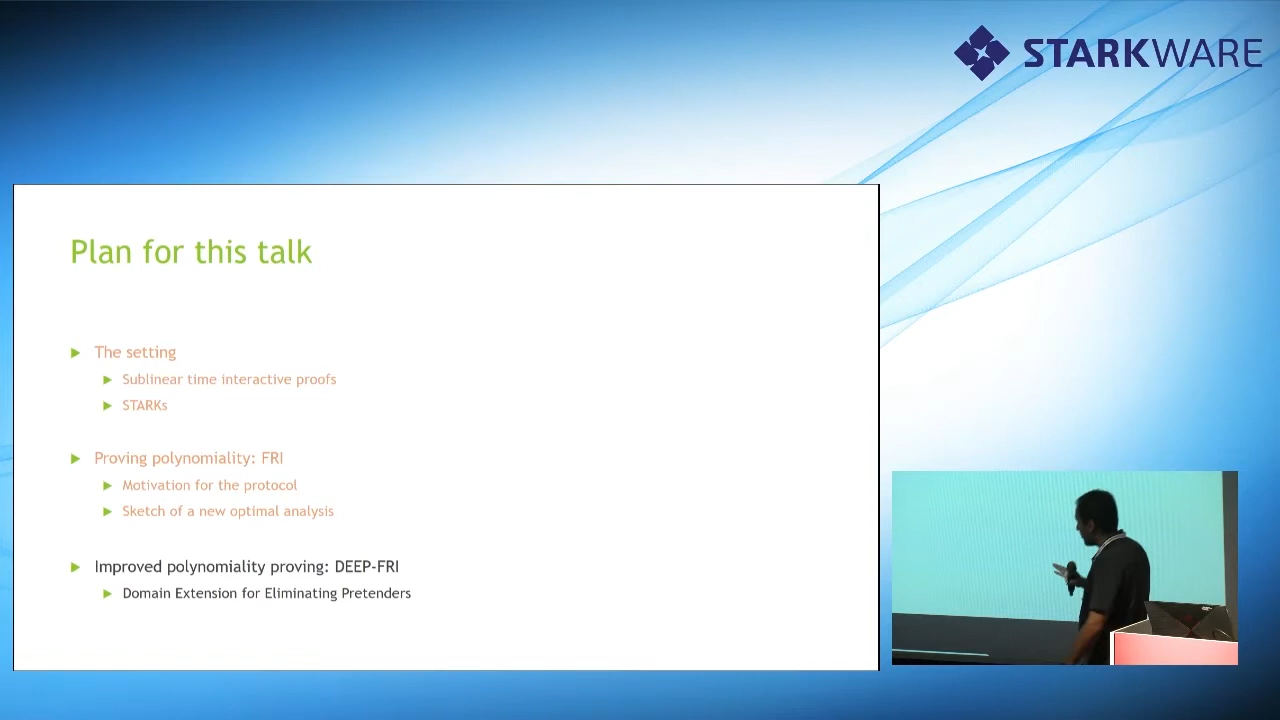 STARKWARE
Plan for this talk
The setting
Sublinear time interactive proofs
STARKs
Proving polynomiality: FRI
Motivation for the protocol
Sketch of a new optimal analysis
Improved polynomiality proving: DEEP-FRI
Domain Extension for Eliminating Pretenders